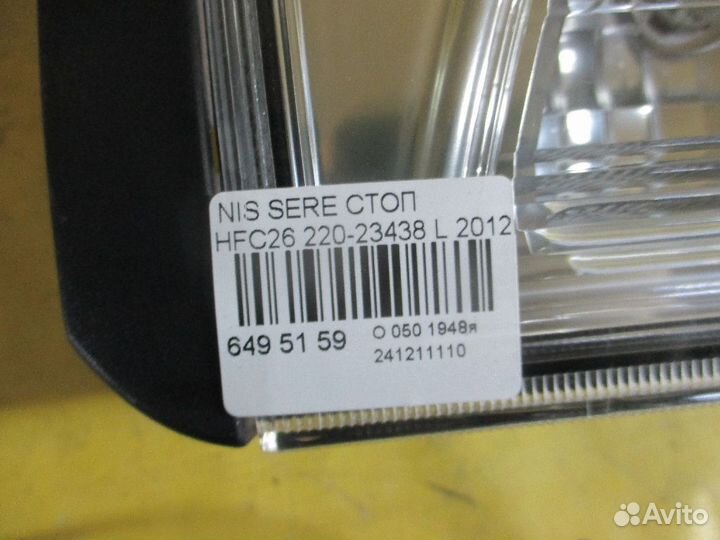 NIS SERE СТОП
HFC26 220-23438 L 2012
649 51 59
О 050 1948я
241211110
Avito